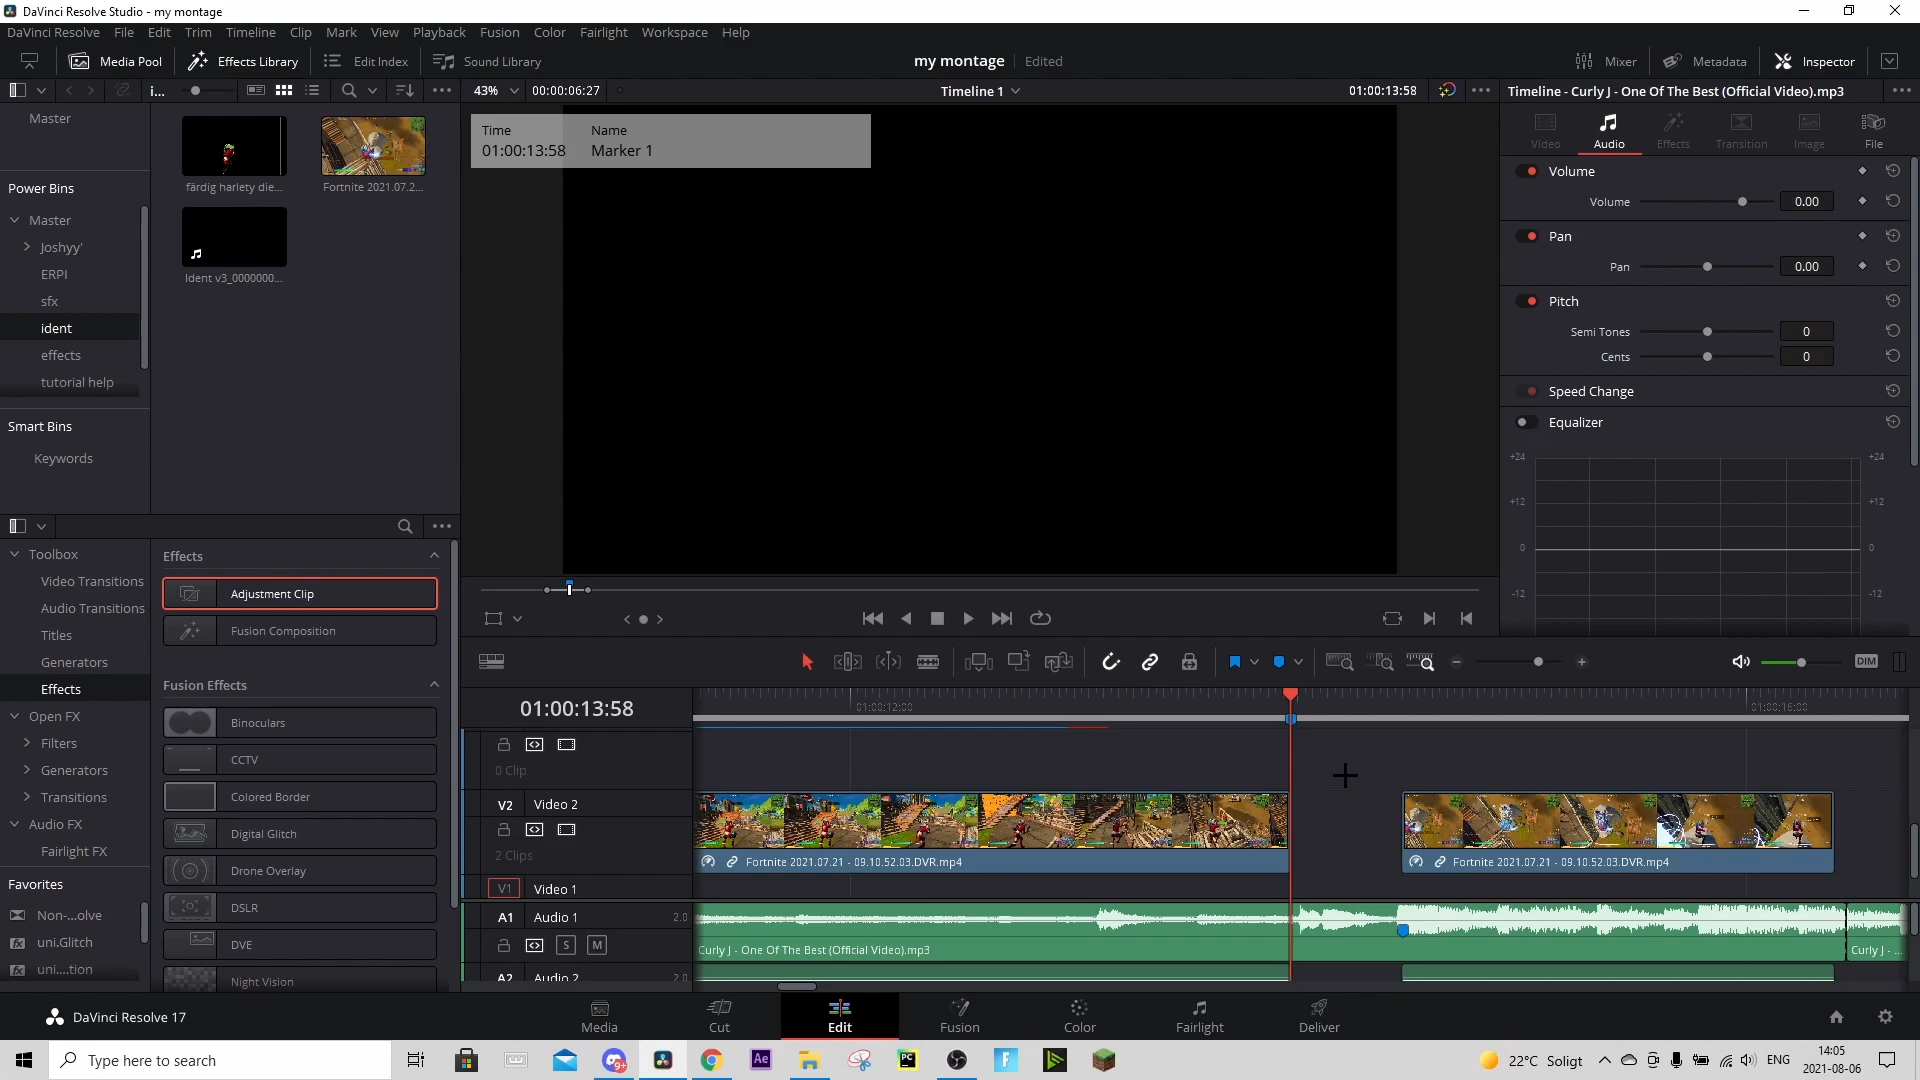 DaVinci Resolve Studio - my montage
DaVinci Resolve File Edit Trim Timeline Clip Mark View Playback Fusion Color Fairlight Workspace Help
Media Pool Effects Library Edit Index Sound Library my montage Edited Mixer Metadata Inspector
i... 43% 00:00:06:27 Timeline 1 01:00:13:58 Timeline - Curly J - One Of The Best (Official Video).mp3
Master
Power Bins
Master
Joshyy'
ERPI
sfx
ident
effects
tutorial help
Smart Bins
Keywords
färdig harlety die...
Fortnite 2021.07.2...
Ident v3_0000000...
Time Name
01:00:13:58 Marker 1
Video Audio Effects Transition Image File
Volume
Volume 0.00
Pan
Pan 0.00
Pitch
Semi Tones 0
Cents 0
Speed Change
Equalizer
+24 +24
+12 +12
0 0
-12 -12
Toolbox
Video Transitions
Audio Transitions
Titles
Generators
Effects
Open FX
Filters
Generators
Transitions
Audio FX
Fairlight FX
Favorites
Non-...olve
uni.Glitch
uni....tion
Effects
Adjustment Clip
Fusion Composition
Fusion Effects
Binoculars
CCTV
Colored Border
Digital Glitch
Drone Overlay
DSLR
DVE
Night Vision
DIM
01:00:13:58
01:00:12:00 01:00:16:00
0 Clip
V2 Video 2
2 Clips
Fortnite 2021.07.21 - 09.10.52.03.DVR.mp4
Fortnite 2021.07.21 - 09.10.52.03.DVR.mp4
V1 Video 1
A1 Audio 1 2.0
S M
Curly J - One Of The Best (Official Video).mp3
Curly J - ...
A2 Audio 2 2.0
DaVinci Resolve 17
Media Cut Edit Fusion Color Fairlight Deliver
Type here to search
9+
Ae
PC
22°C Soligt
ENG
14:05
2021-08-06